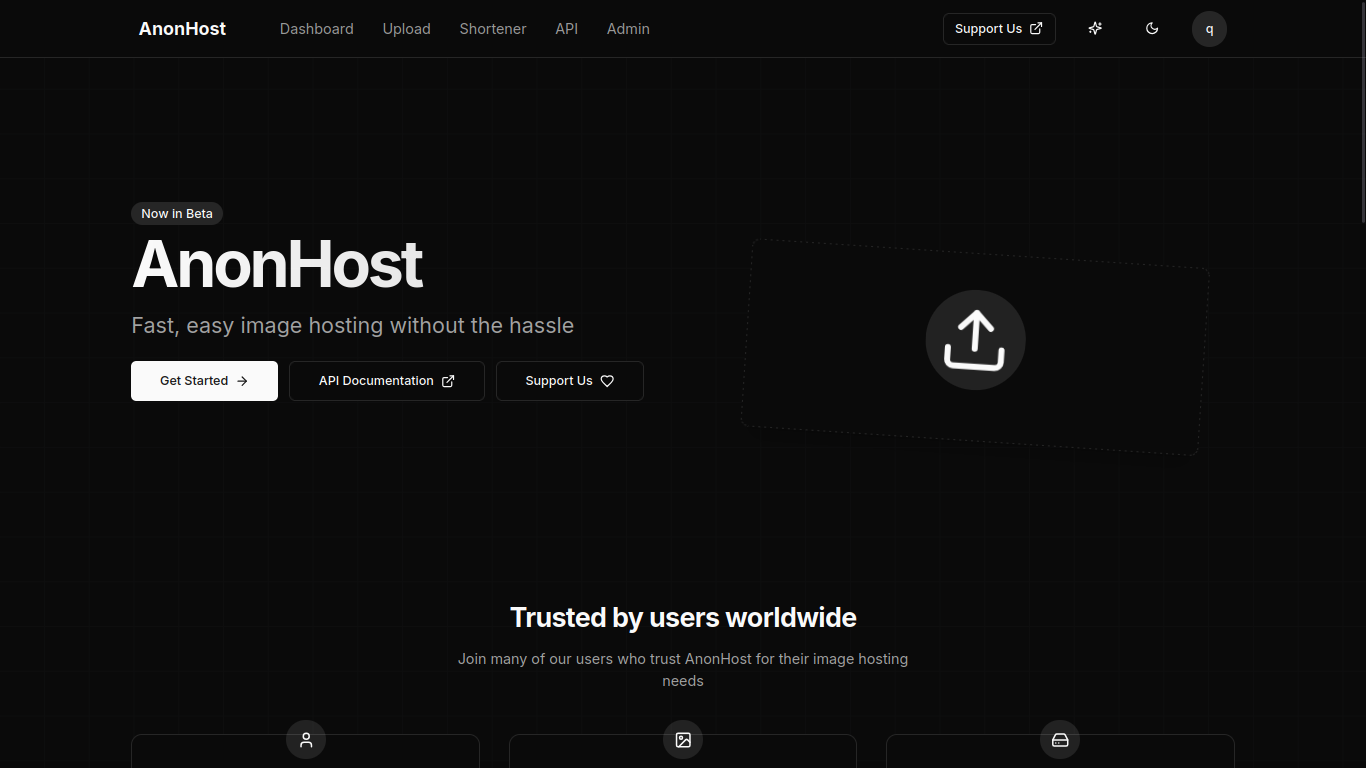 AnonHost
Dashboard
Upload
Shortener
API
Admin
Support Us
q
Now in Beta
AnonHost
Fast, easy image hosting without the hassle
Get Started
API Documentation
Support Us
Trusted by users worldwide
Join many of our users who trust AnonHost for their image hosting
needs